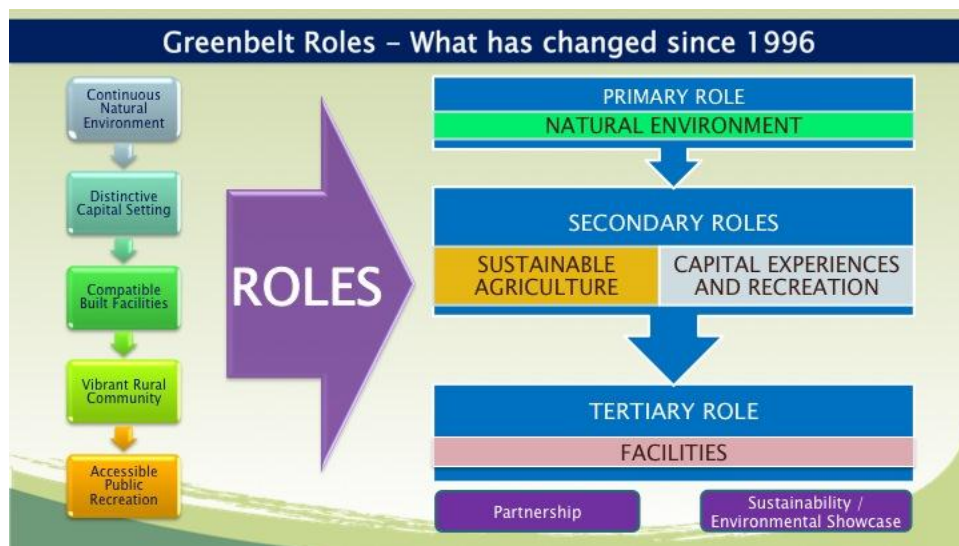 Greenbelt Roles – What has changed since 1996
Continuous
Natural
Environment
Distinctive
Capital Setting
Compatible
Built Facilities
Vibrant Rural
Community
Accessible
Public
Recreation
ROLES
PRIMARY ROLE
NATURAL ENVIRONMENT
SECONDARY ROLES
SUSTAINABLE
AGRICULTURE
CAPITAL EXPERIENCES
AND RECREATION
TERTIARY ROLE
FACILITIES
Partnership
Sustainability /
Environmental Showcase